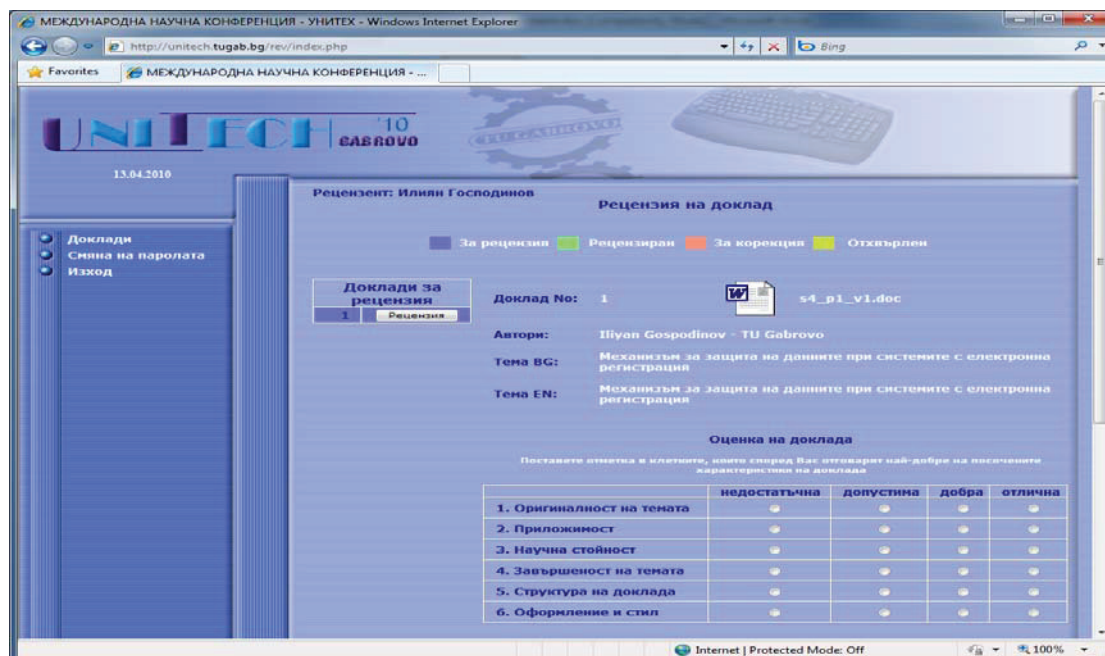 МЕЖДУНАРОДНА НАУЧНА КОНФЕРЕНЦИЯ - УНИТЕХ - Windows Internet Explorer
http://unitech.tugab.bg/rev/index.php
Bing
Favorites
МЕЖДУНАРОДНА НАУЧНА КОНФЕРЕНЦИЯ - ...
UNITECH '10
GABROVO
TU GABROVO
13.04.2010
Рецензент: Илиян Господинов
Рецензия на доклад
За рецензия Рецензиран За корекция Отхвърлен
Доклади
Смяна на паролата
Изход
Доклади за
рецензия
1 Рецензия
Доклад No: 1 s4_p1_v1.doc
Автори: Iliyan Gospodinov - TU Gabrovo
Тема BG: Механизъм за защита на данните при системите с електронна
регистрация
Тема EN: Механизъм за защита на данните при системите с електронна
регистрация
Оценка на доклада
Поставете отметка в клетките, които според Вас отговарят най-добре на посочените
характеристики на доклада
недостатъчна допустима добра отлична
1. Оригиналност на темата
2. Приложимост
3. Научна стойност
4. Завършеност на темата
5. Структура на доклада
6. Оформление и стил
Internet | Protected Mode: Off 100%